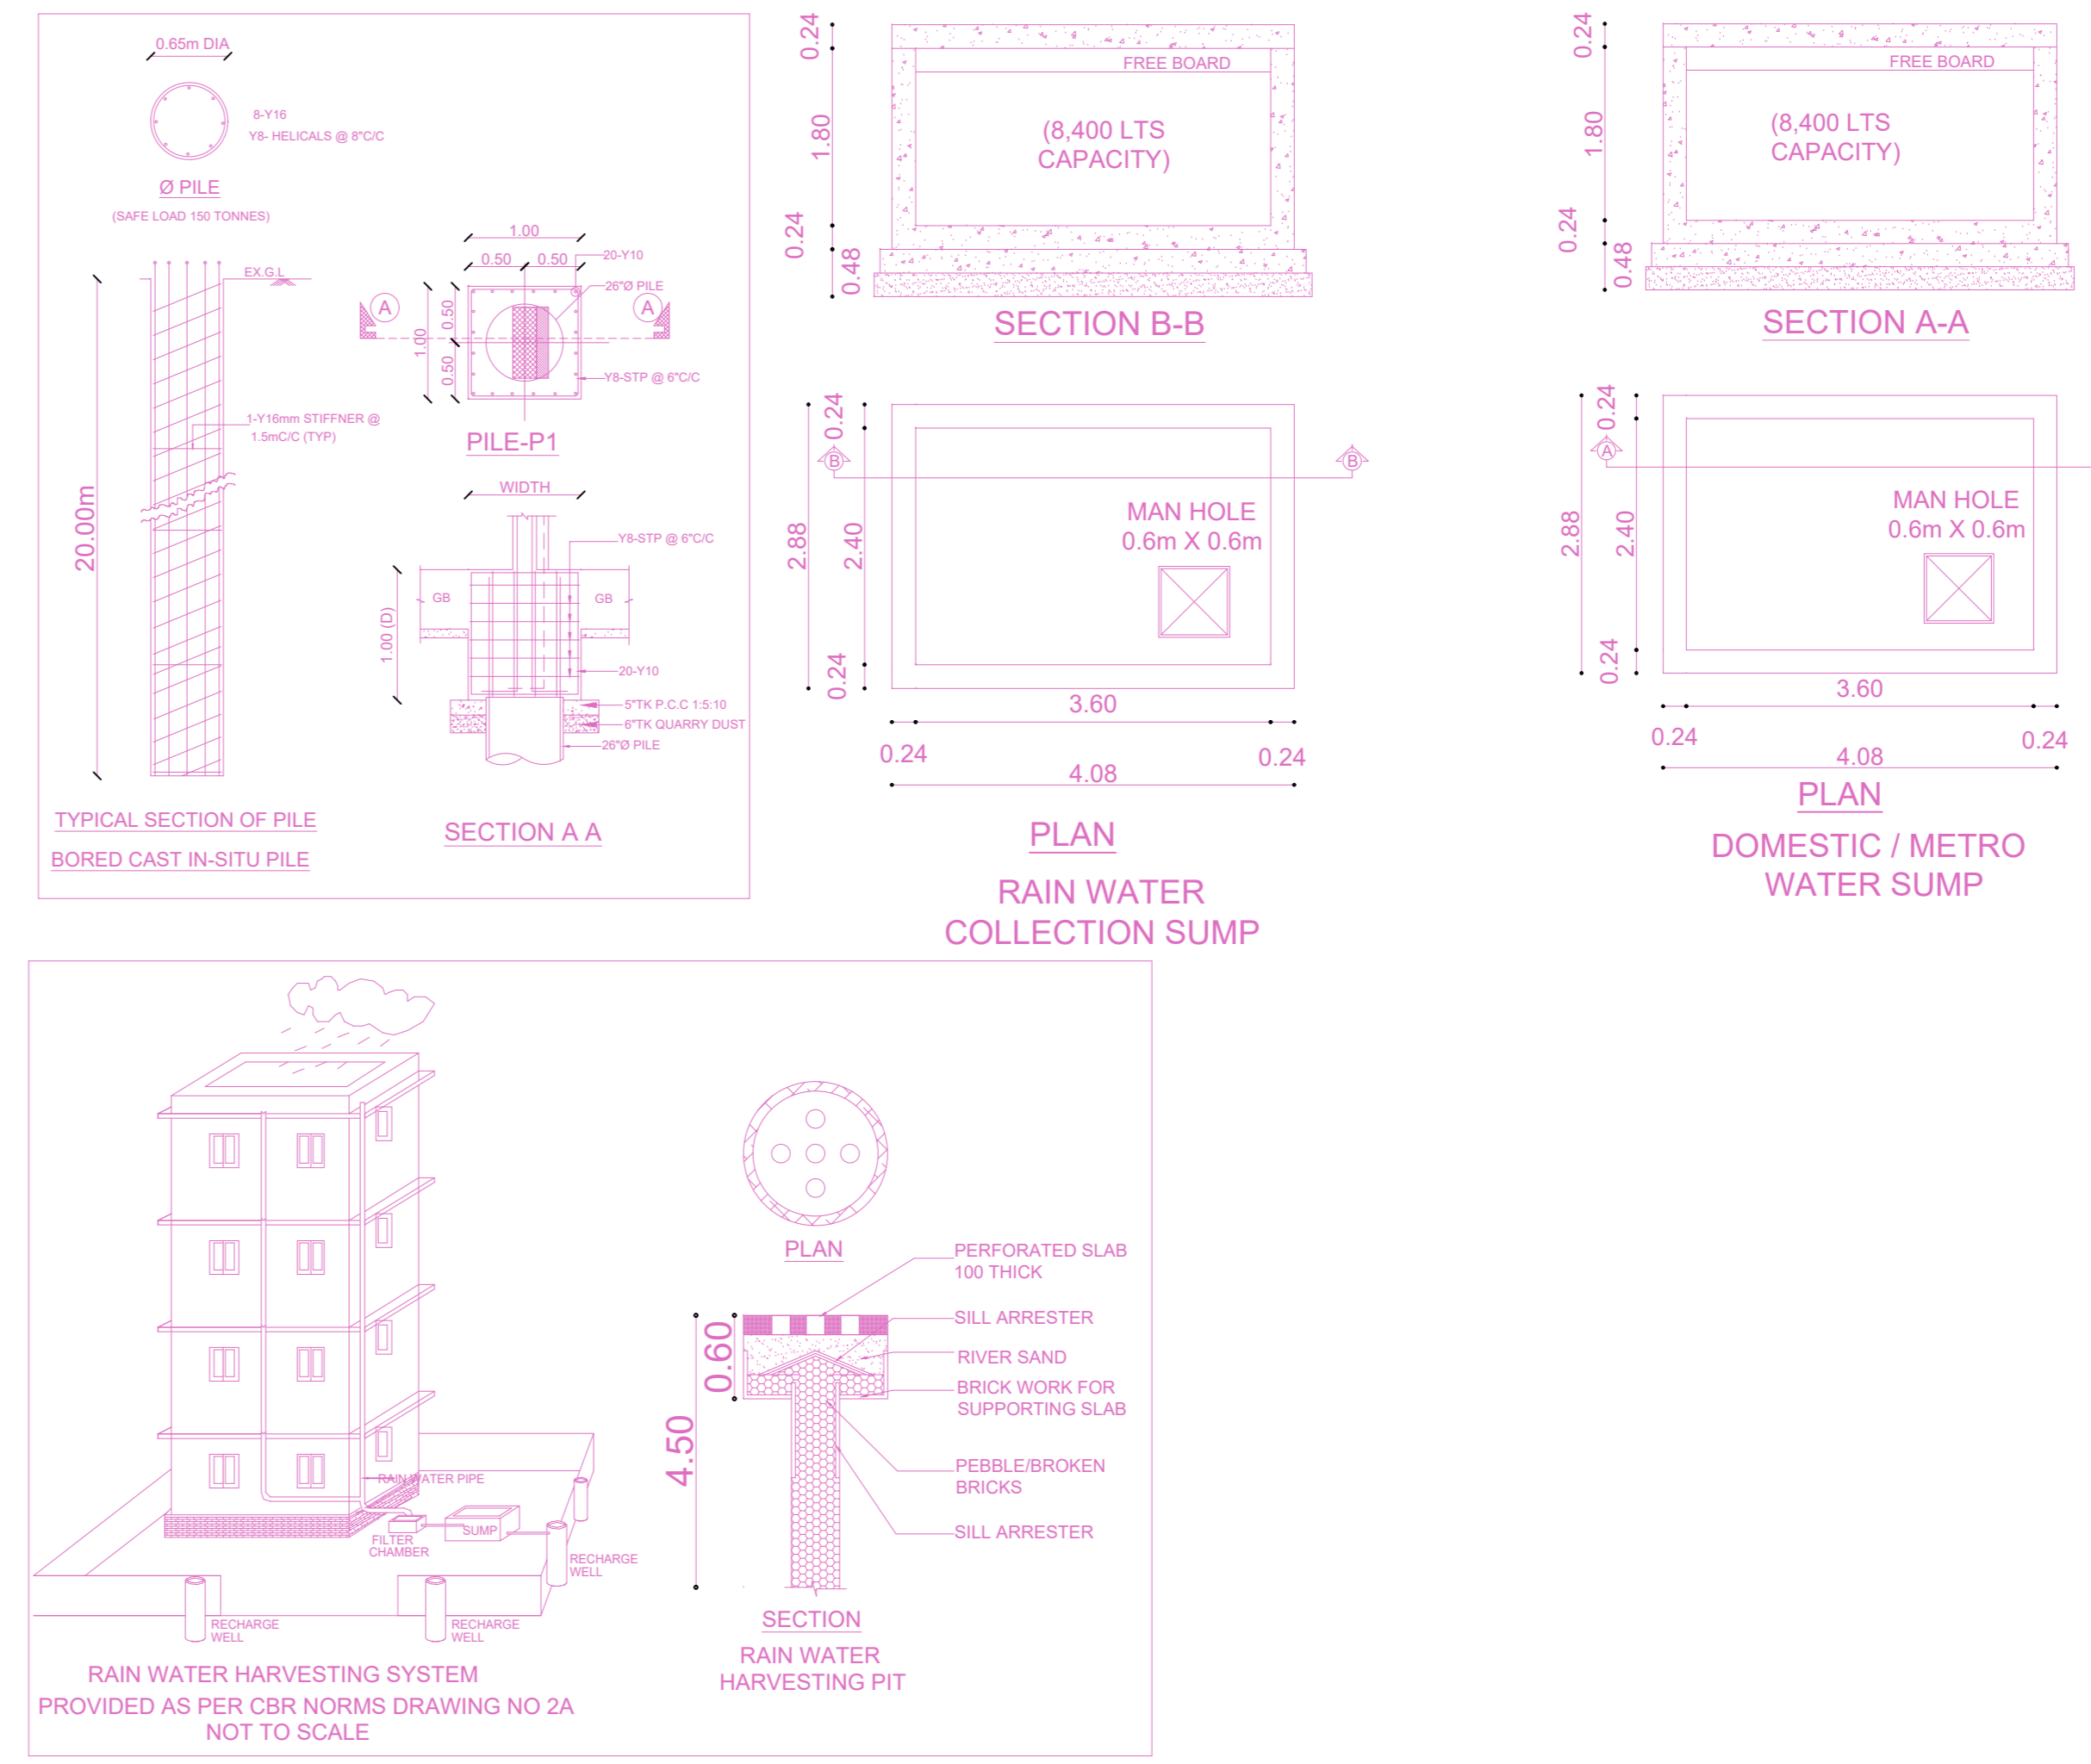 0.65m DIA
8-Y16
Y8- HELICALS @ 8"C/C
Ø PILE
(SAFE LOAD 150 TONNES)
EX.G.L
20.00m
1-Y16mm STIFFNER @
1.5mC/C (TYP)
TYPICAL SECTION OF PILE
BORED CAST IN-SITU PILE
1.00
0.50
0.50
20-Y10
26"Ø PILE
A
A
1.00
0.50
0.50
Y8-STP @ 6"C/C
PILE-P1
WIDTH
Y8-STP @ 6"C/C
GB
GB
1.00 (D)
20-Y10
5"TK P.C.C 1:5:10
6"TK QUARRY DUST
26"Ø PILE
SECTION A A
0.24
1.80
0.24
0.48
FREE BOARD
(8,400 LTS
CAPACITY)
SECTION B-B
0.24
B
B
2.88
2.40
0.24
MAN HOLE
0.6m X 0.6m
3.60
0.24
0.24
4.08
PLAN
RAIN WATER
COLLECTION SUMP
0.24
1.80
0.24
0.48
FREE BOARD
(8,400 LTS
CAPACITY)
SECTION A-A
0.24
A
2.88
2.40
0.24
MAN HOLE
0.6m X 0.6m
3.60
0.24
0.24
4.08
PLAN
DOMESTIC / METRO
WATER SUMP
RAIN WATER PIPE
FILTER
CHAMBER
SUMP
RECHARGE
WELL
RECHARGE
WELL
RECHARGE
WELL
RAIN WATER HARVESTING SYSTEM
PROVIDED AS PER CBR NORMS DRAWING NO 2A
NOT TO SCALE
PLAN
PERFORATED SLAB
100 THICK
SILL ARRESTER
RIVER SAND
BRICK WORK FOR
SUPPORTING SLAB
PEBBLE/BROKEN
BRICKS
SILL ARRESTER
0.60
4.50
SECTION
RAIN WATER
HARVESTING PIT